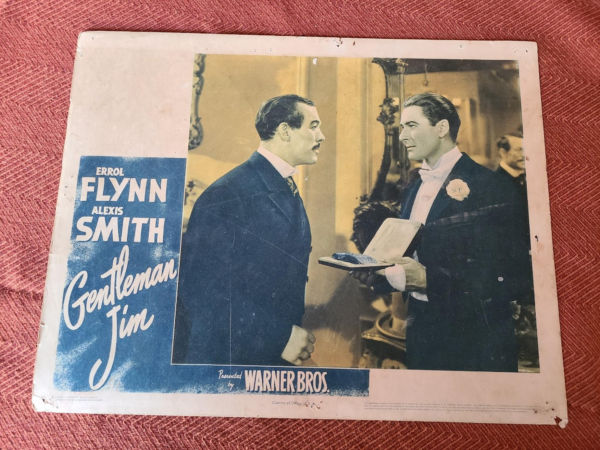 ERROL
FLYNN
ALEXIS
SMITH
Gentleman
Jim
Presented
by
WARNER BROS.